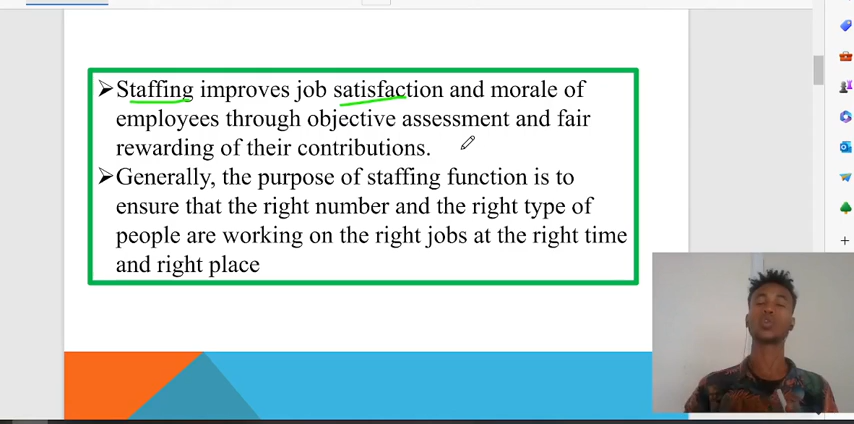 ➢Staffing improves job satisfaction and morale of
employees through objective assessment and fair
rewarding of their contributions.
➢Generally, the purpose of staffing function is to
ensure that the right number and the right type of
people are working on the right jobs at the right time
and right place